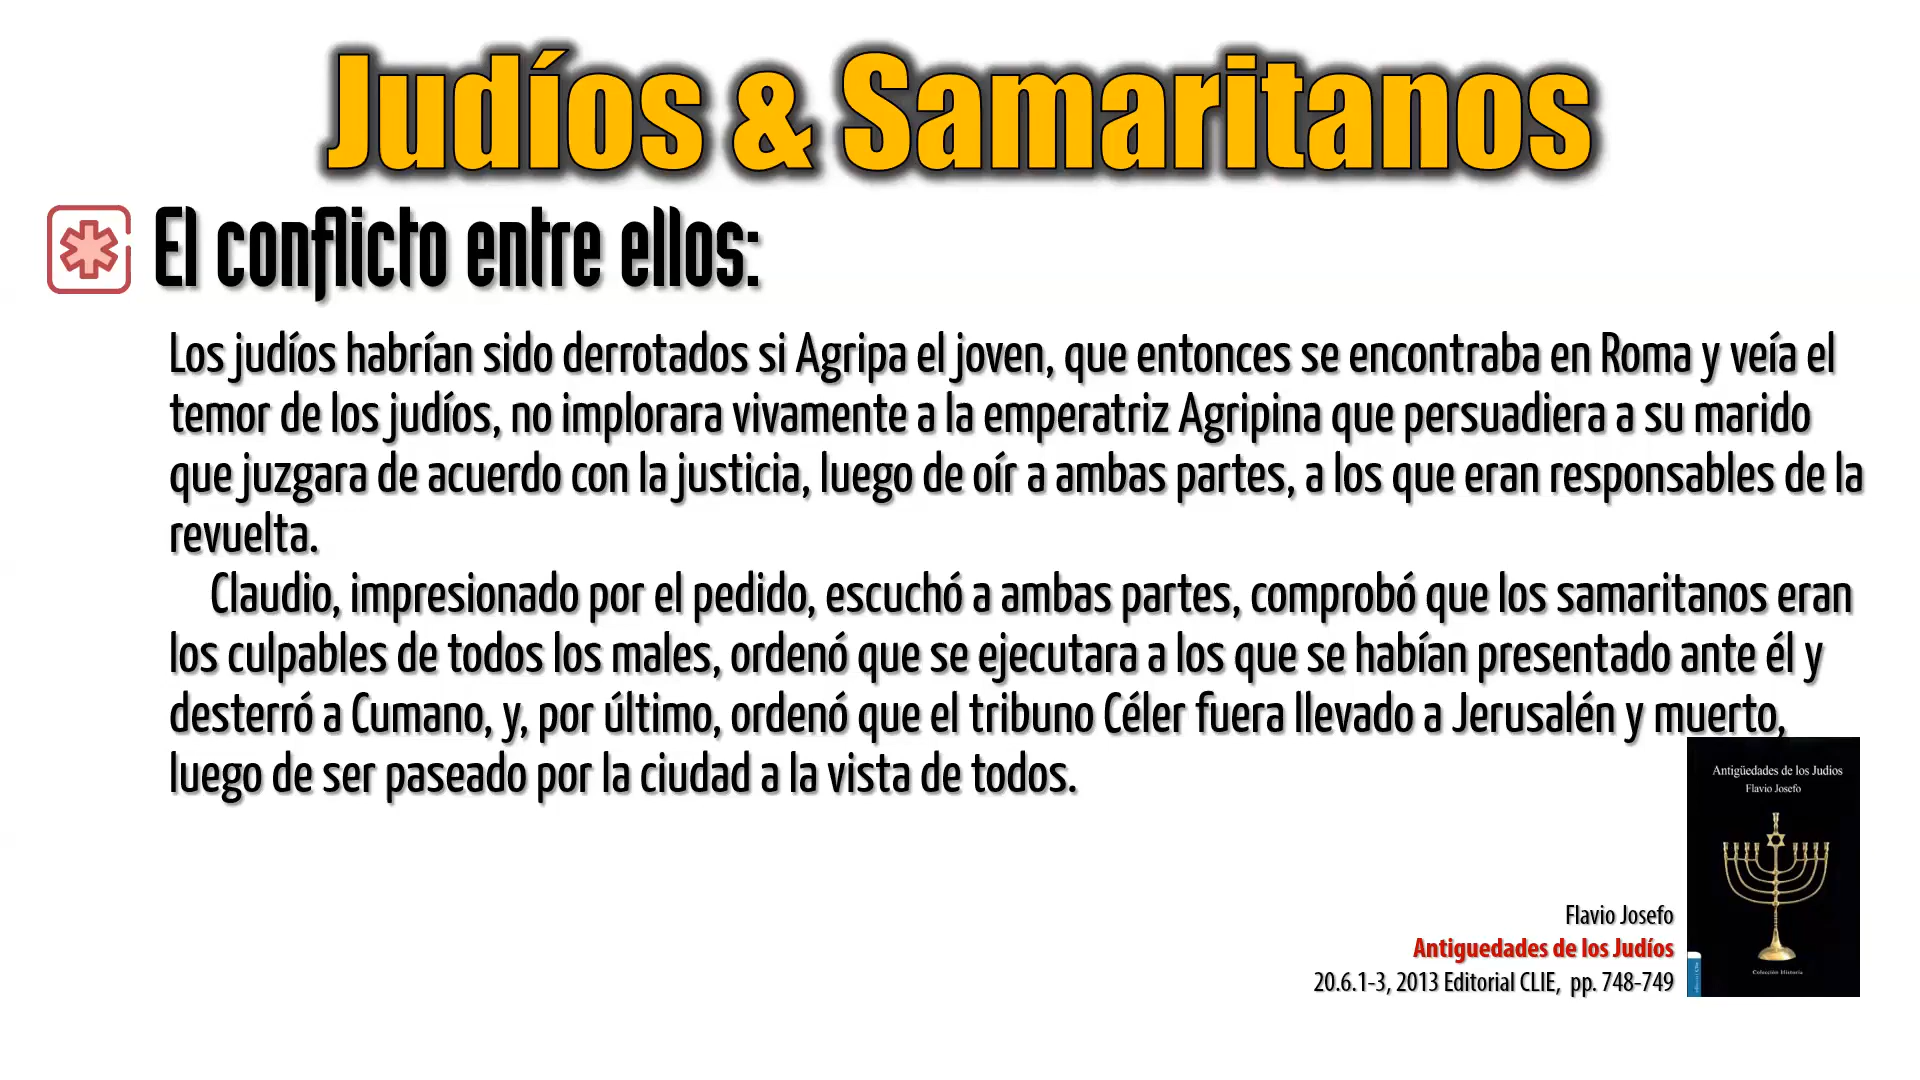 Judíos & Samaritanos
El conflicto entre ellos:
Los judíos habrían sido derrotados si Agripa el joven, que entonces se encontraba en Roma y veía el
temor de los judíos, no implorara vivamente a la emperatriz Agripina que persuadiera a su marido
que juzgara de acuerdo con la justicia, luego de oír a ambas partes, a los que eran responsables de la
revuelta.
Claudio, impresionado por el pedido, escuchó a ambas partes, comprobó que los samaritanos eran
los culpables de todos los males, ordenó que se ejecutara a los que se habían presentado ante él y
desterró a Cumano, y, por último, ordenó que el tribuno Céler fuera llevado a Jerusalén y muerto,
luego de ser paseado por la ciudad a la vista de todos.
Antigüedades de los Judíos
Flavio Josefo
Colección Historia
Flavio Josefo
Antiguedades de los Judíos
20.6.1-3, 2013 Editorial CLIE, pp. 748-749